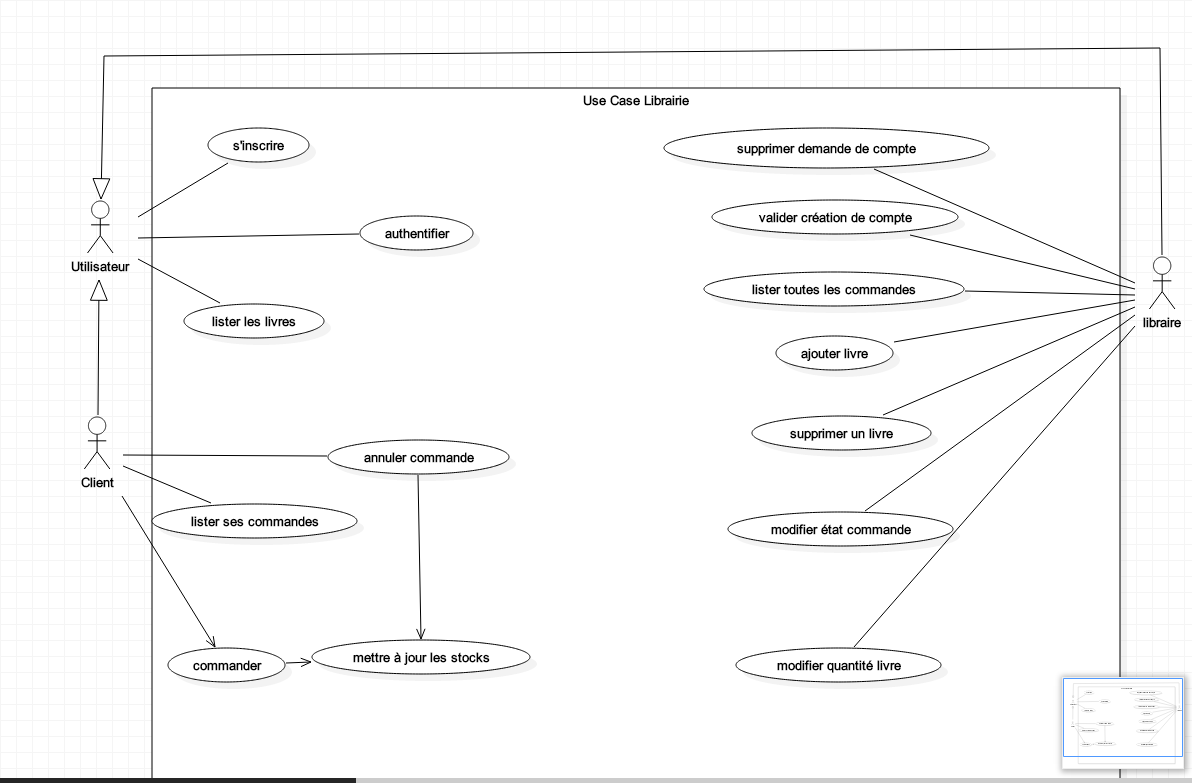 Use Case Librairie
s'inscrire
supprimer demande de compte
valider création de compte
authentifier
Utilisateur
lister toutes les commandes
lister les livres
libraire
ajouter livre
supprimer un livre
annuler commande
Client
lister ses commandes
modifier état commande
mettre à jour les stocks
commander
modifier quantité livre